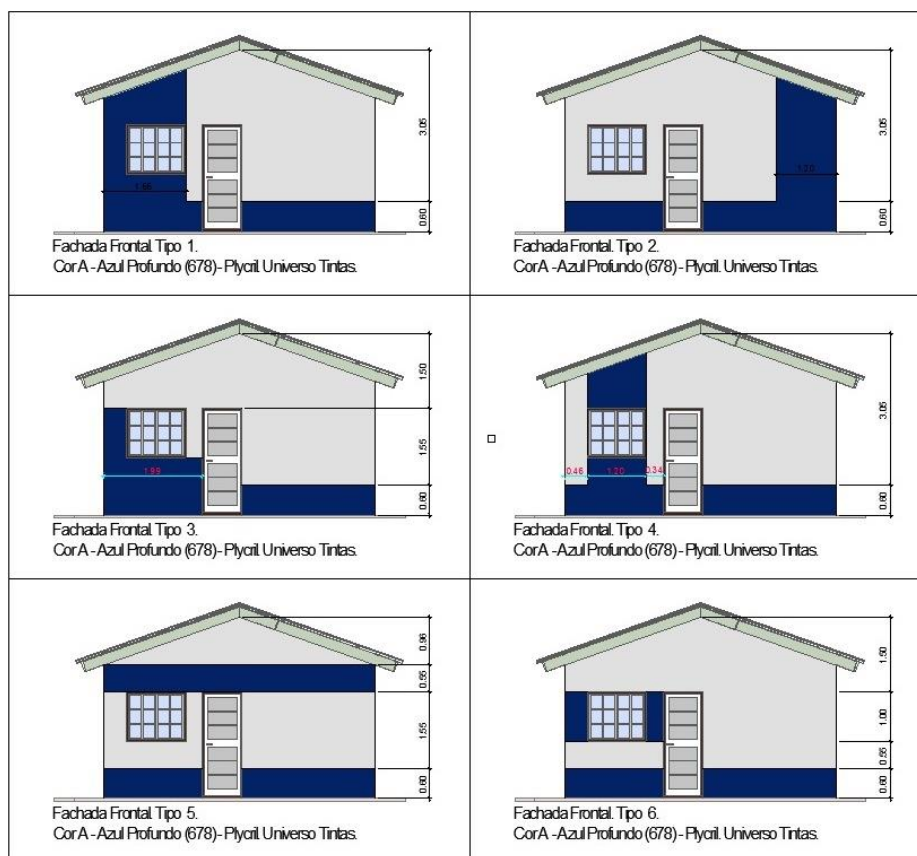 3.05
1.66
0.60
Fachada Frontal. Tipo 1.
Cor A - Azul Profundo (678) - Plycril. Universo Tintas.
3.05
1.20
0.60
Fachada Frontal. Tipo 2.
Cor A - Azul Profundo (678) - Plycril. Universo Tintas.
1.50
1.55
1.99
0.60
Fachada Frontal. Tipo 3.
Cor A - Azul Profundo (678) - Plycril. Universo Tintas.
3.05
0.46 1.20 0.34
0.60
Fachada Frontal. Tipo 4.
Cor A - Azul Profundo (678) - Plycril. Universo Tintas.
0.96
0.55
1.55
0.60
Fachada Frontal. Tipo 5.
Cor A - Azul Profundo (678) - Plycril. Universo Tintas.
1.50
1.00
0.55
0.60
Fachada Frontal. Tipo 6.
Cor A - Azul Profundo (678) - Plycril. Universo Tintas.